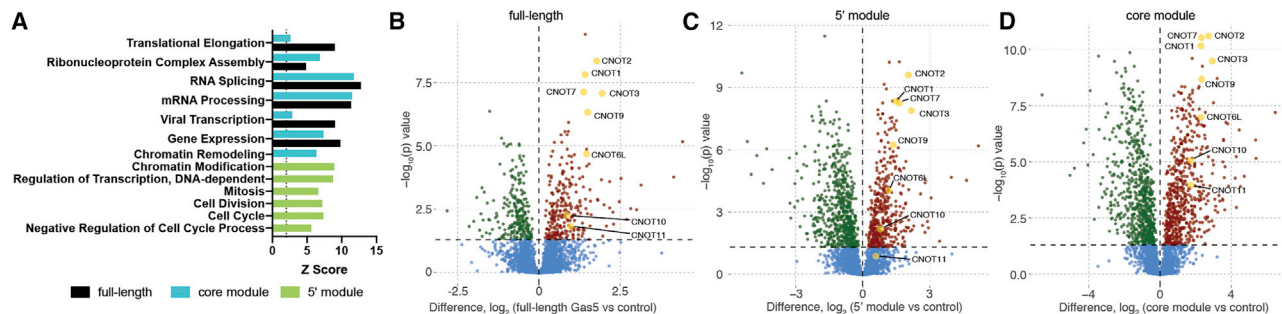 A
Translational Elongation
Ribonucleoprotein Complex Assembly
RNA Splicing
mRNA Processing
Viral Transcription
Gene Expression
Chromatin Remodeling
Chromatin Modification
Regulation of Transcription, DNA-dependent
Mitosis
Cell Division
Cell Cycle
Negative Regulation of Cell Cycle Process
0 5 10 15
Z Score
full-length core module 5' module
B
full-length
−log₁₀(p) value
7.5
5.0
2.5
0.0
CNOT2
CNOT1
CNOT7
CNOT3
CNOT9
CNOT6L
CNOT10
CNOT11
−2.5 0 2.5
Difference, log₂ (full-length Gas5 vs control)
C
5' module
−log₁₀(p) value
12
9
6
3
0
CNOT2
CNOT1
CNOT7
CNOT3
CNOT9
CNOT6L
CNOT10
CNOT11
−3 0 3
Difference, log₂ (5' module vs control)
D
core module
−log₁₀(p) value
10.0
7.5
5.0
2.5
0.0
CNOT7
CNOT2
CNOT1
CNOT3
CNOT9
CNOT6L
CNOT10
CNOT11
−4 0 4
Difference, log₂ (core module vs control)